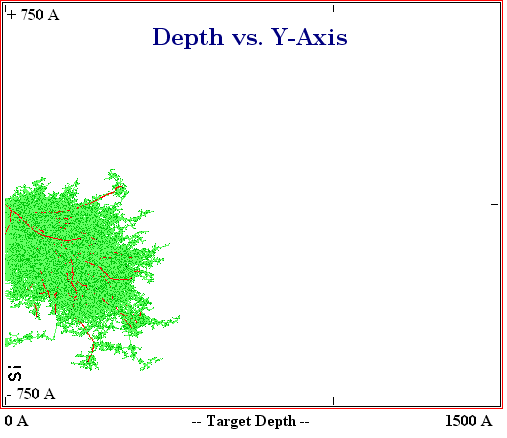 + 750 A
Depth vs. Y-Axis
Si
- 750 A
0 A
-- Target Depth --
1500 A